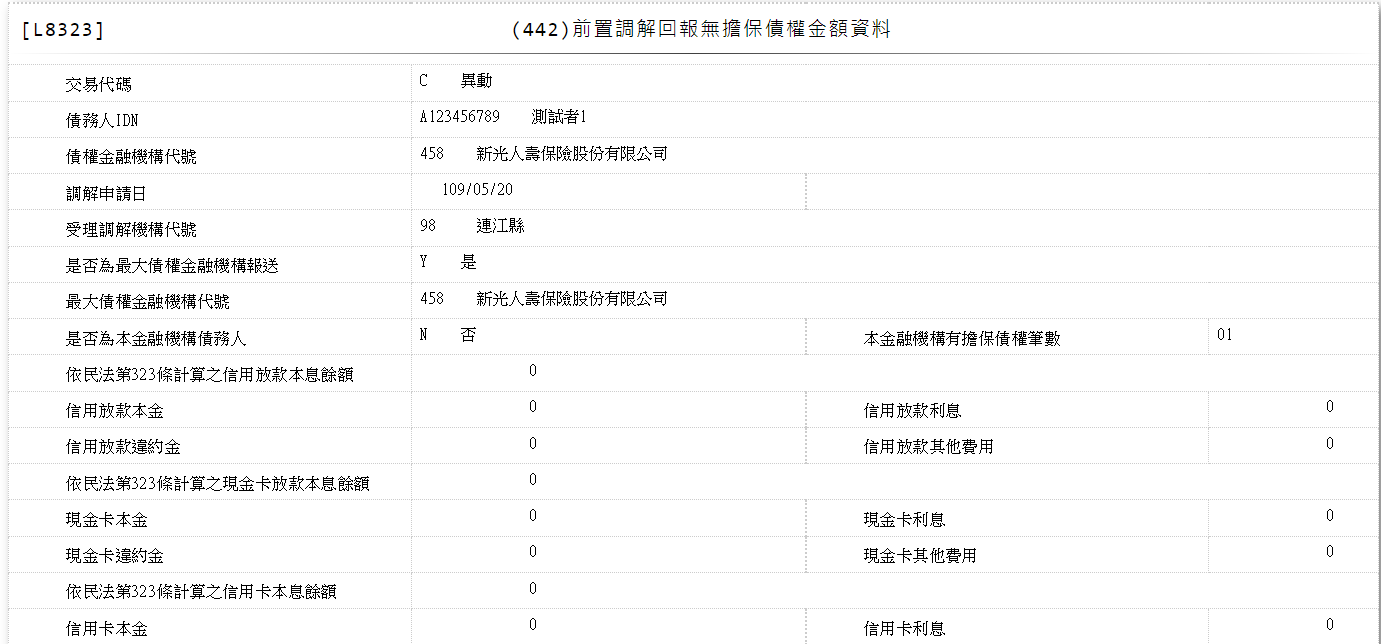 [L8323] (442)前置調解回報無擔保債權金額資料
交易代碼 C 異動
債務人IDN A123456789 測試者1
債權金融機構代號 458 新光人壽保險股份有限公司
調解申請日 109/05/20
受理調解機構代號 98 連江縣
是否為最大債權金融機構報送 Y 是
最大債權金融機構代號 458 新光人壽保險股份有限公司
是否為本金融機構債務人 N 否 本金融機構有擔保債權筆數 01
依民法第323條計算之信用放款本息餘額 0
信用放款本金 0 信用放款利息 0
信用放款違約金 0 信用放款其他費用 0
依民法第323條計算之現金卡放款本息餘額 0
現金卡本金 0 現金卡利息 0
現金卡違約金 0 現金卡其他費用 0
依民法第323條計算之信用卡本息餘額 0
信用卡本金 0 信用卡利息 0